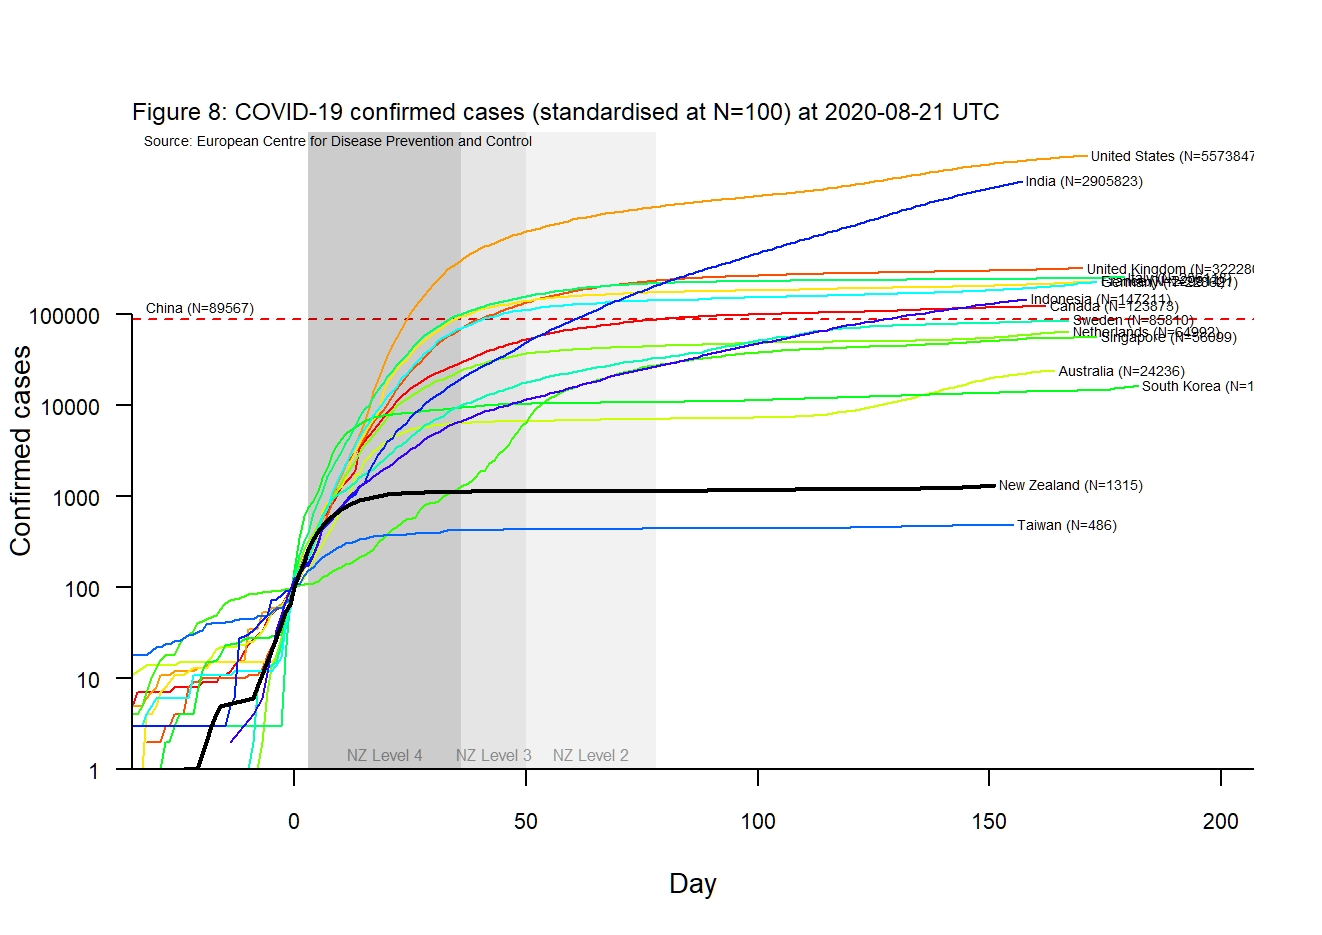 Figure 8: COVID-19 confirmed cases (standardised at N=100) at 2020-08-21 UTC
Source: European Centre for Disease Prevention and Control
United States (N=5573847
India (N=2905823)
United Kingdom (N=322280
Indonesia (N=147211)
China (N=89567)
Canada (N=123873)
100000
Sweden (N=85810)
Netherlands (N=64992)
Singapore (N=56099)
Australia (N=24236)
South Korea (N=1
10000
New Zealand (N=1315)
1000
Taiwan (N=486)
100
10
1
Confirmed cases
NZ Level 4
NZ Level 3
NZ Level 2
0
50
100
150
200
Day